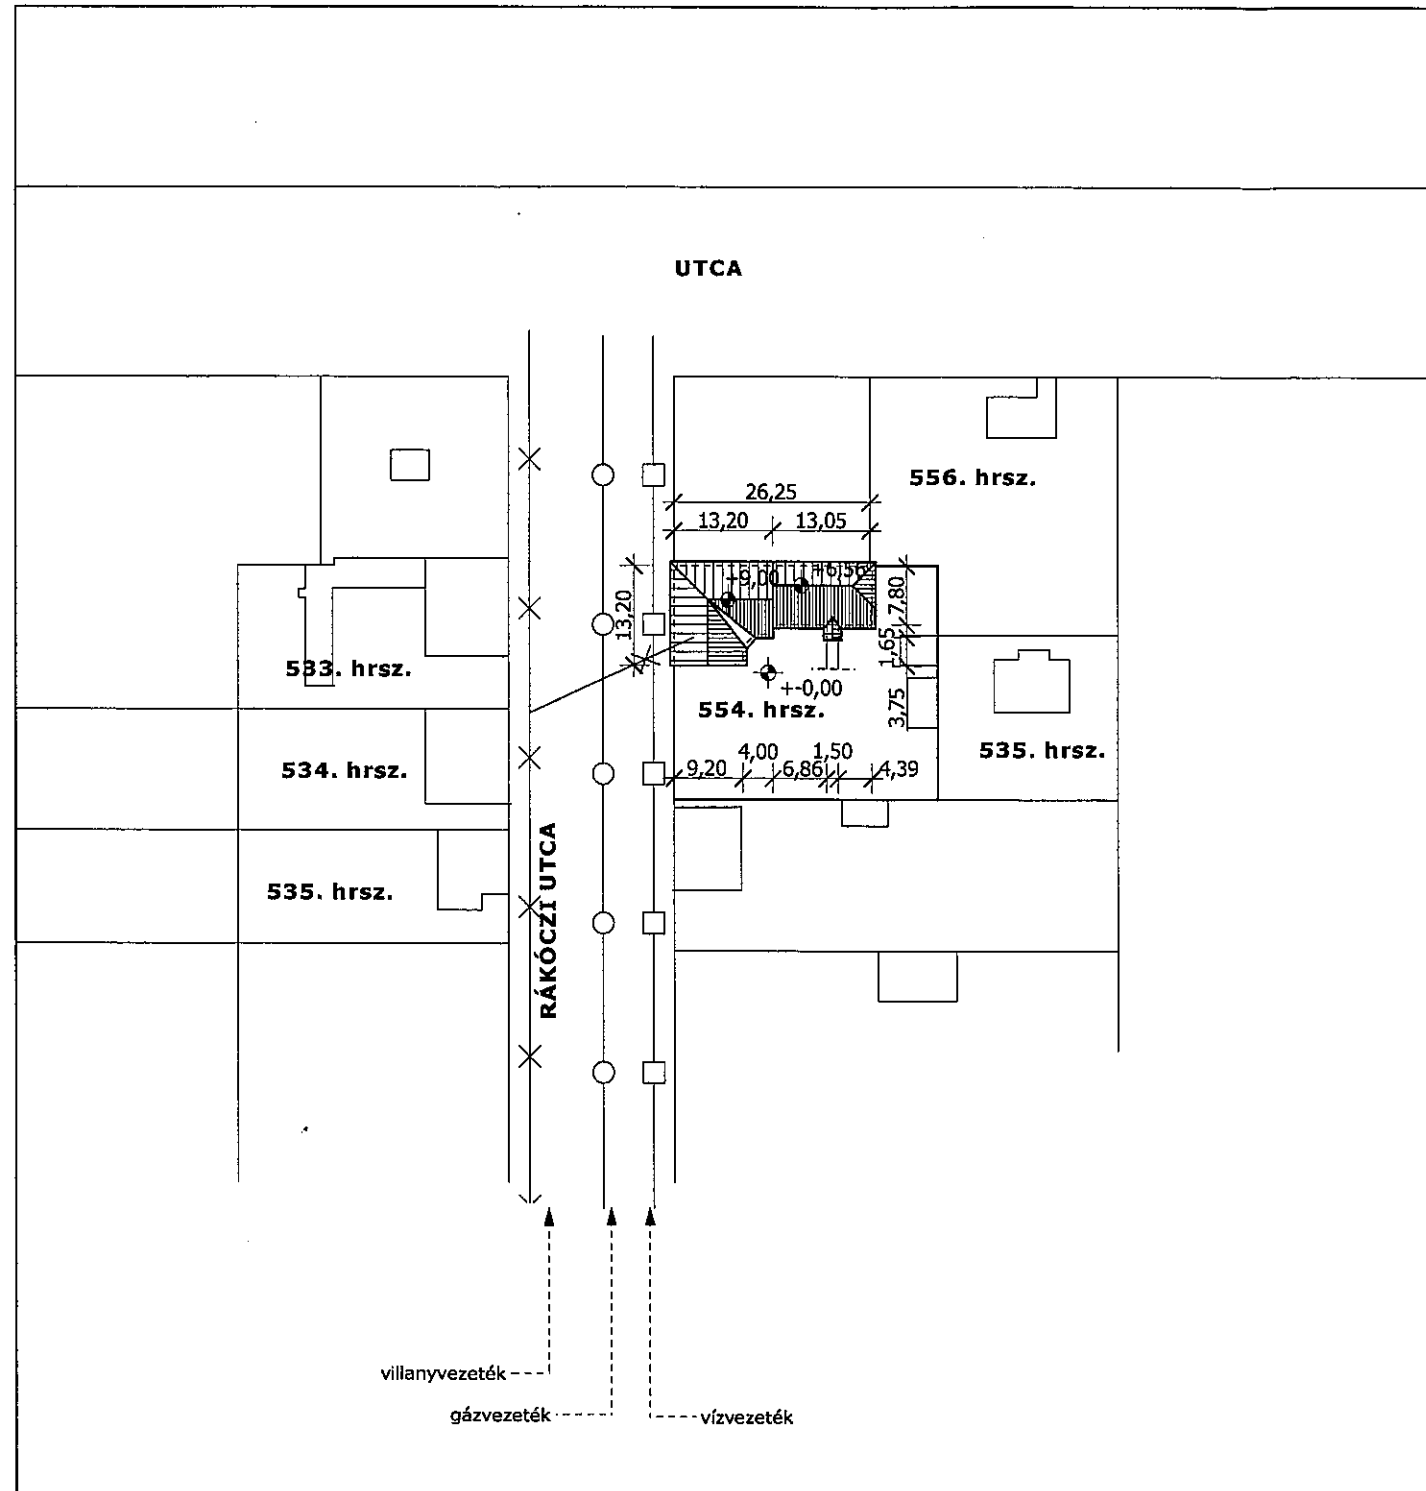 UTCA
556. hrsz.
26,25
13,20
13,05
+9,00
+6,56
7,80
13,20
1,65
533. hrsz.
+-0,00
3,75
554. hrsz.
534. hrsz.
535. hrsz.
4,00
1,50
9,20
6,86
4,39
535. hrsz.
RÁKÓCZI UTCA
villanyvezeték
gázvezeték
vízvezeték